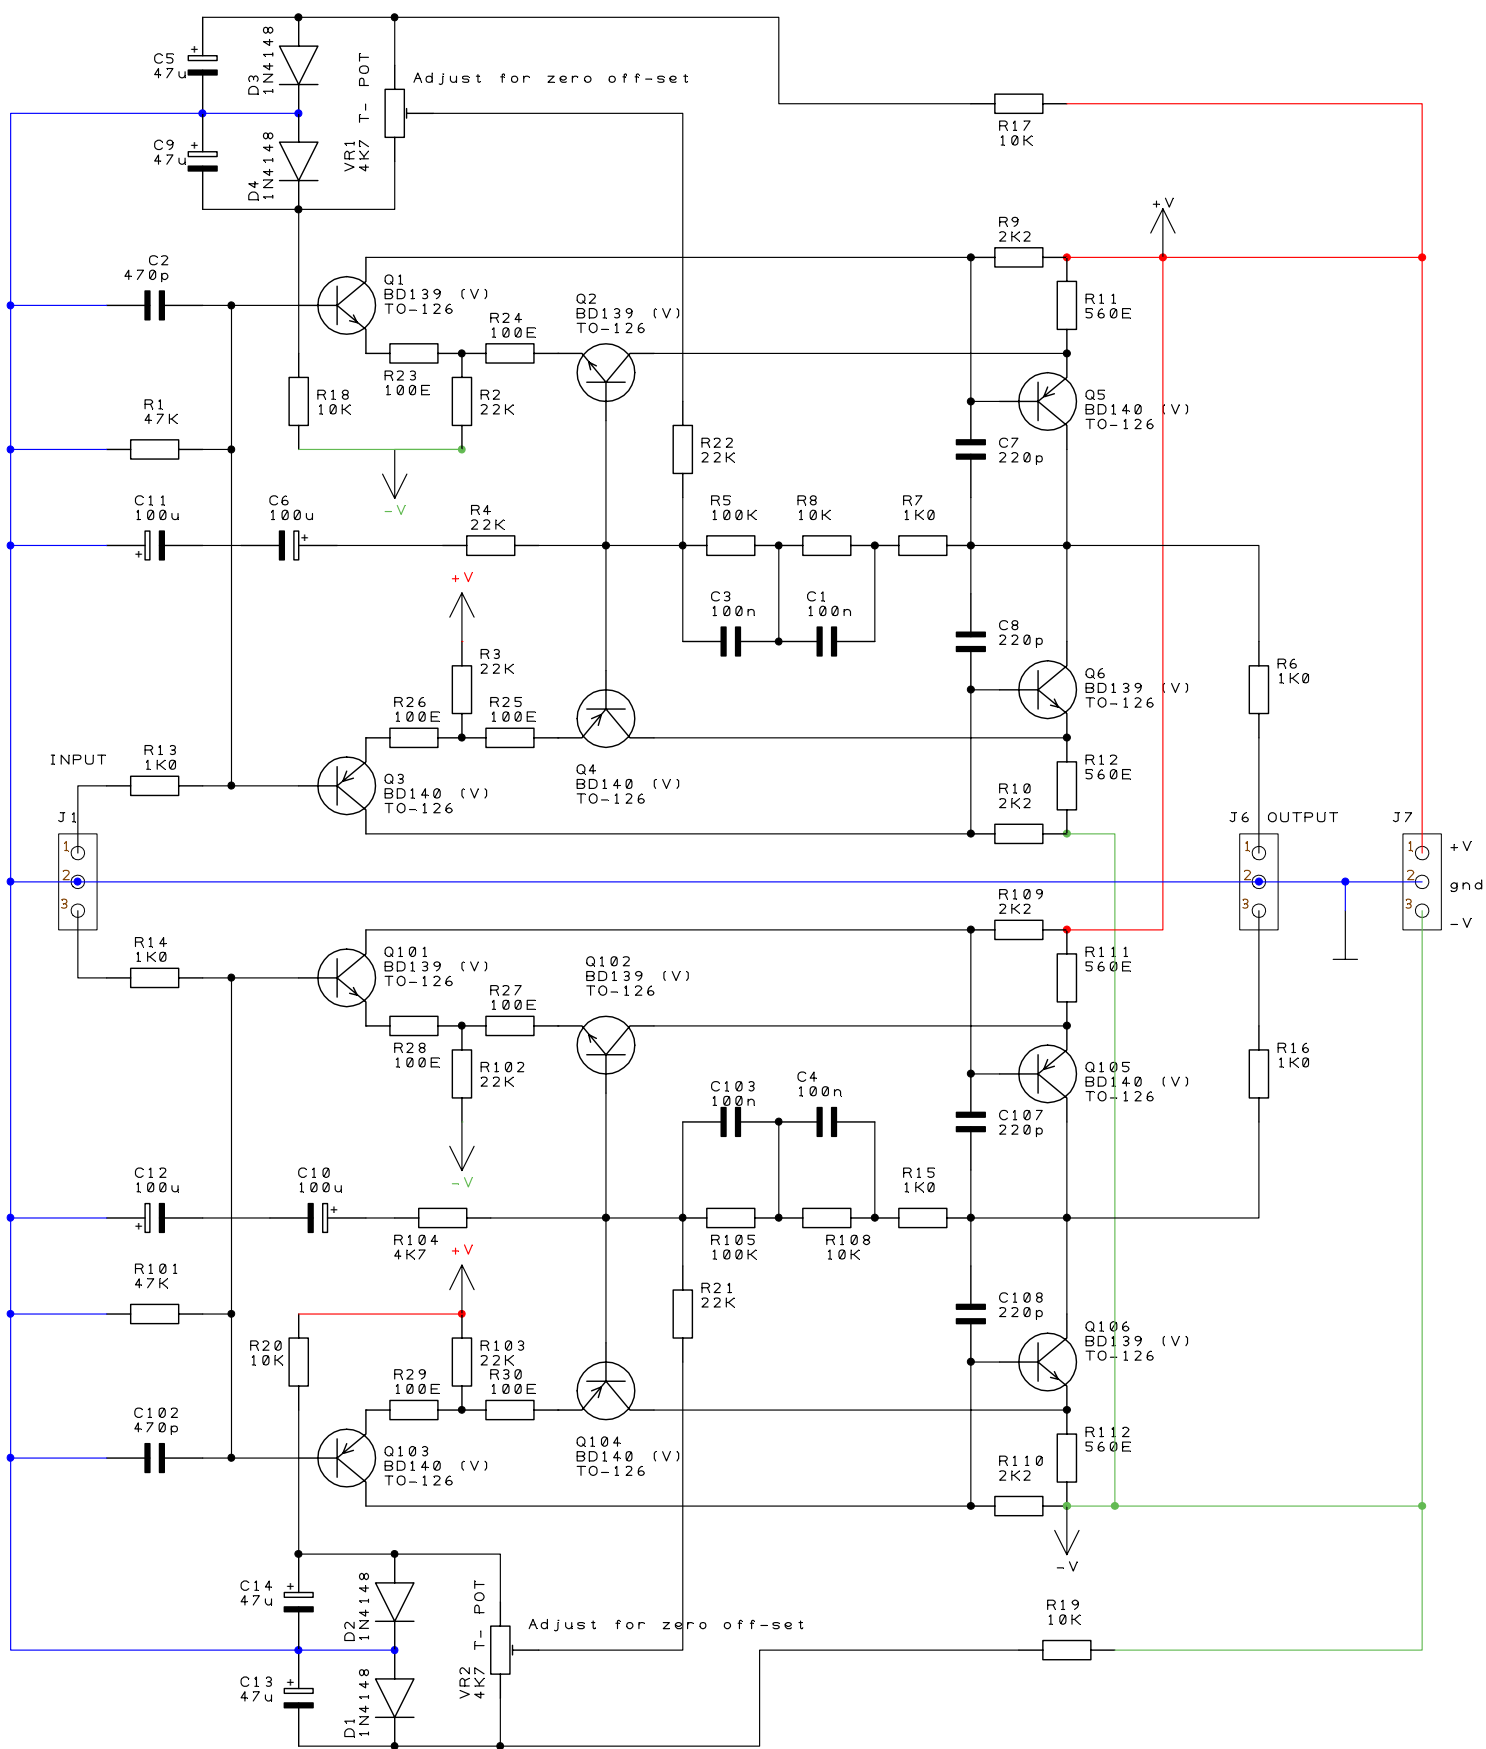 C5
47u
D3
1N4148
VR1
4K7 T- POT
Adjust for zero off-set
C9
47u
D4
1N4148
R17
10K
+V
R9
2K2
C2
470p
Q1
BD139 (V)
TO-126
R24
100E
Q2
BD139 (V)
TO-126
R11
560E
R23
100E
R18
10K
R2
22K
Q5
BD140 (V)
TO-126
R1
47K
R22
22K
C7
220p
-V
C11
100u
C6
100u
R4
22K
R5
100K
R8
10K
R7
1K0
+V
C3
100n
C1
100n
C8
220p
R3
22K
R6
1K0
Q6
BD139 (V)
TO-126
R26
100E
R25
100E
INPUT
R13
1K0
Q3
BD140 (V)
TO-126
Q4
BD140 (V)
TO-126
R10
2K2
R12
560E
J1
J6 OUTPUT
J7
1
2
3
1
2
3
1
2
3
+V
gnd
-V
R109
2K2
R14
1K0
Q101
BD139 (V)
TO-126
Q102
BD139 (V)
TO-126
R111
560E
R27
100E
R28
100E
R102
22K
C103
100n
C4
100n
Q105
BD140 (V)
TO-126
R16
1K0
C107
220p
-V
C12
100u
C10
100u
R15
1K0
R104
4K7
+V
R105
100K
R108
10K
R101
47K
R21
22K
C108
220p
R20
10K
R103
22K
Q106
BD139 (V)
TO-126
R29
100E
R30
100E
C102
470p
Q103
BD140 (V)
TO-126
Q104
BD140 (V)
TO-126
R110
2K2
R112
560E
-V
C14
47u
D2
1N4148
VR2
4K7 T- POT
Adjust for zero off-set
R19
10K
C13
47u
D1
1N4148